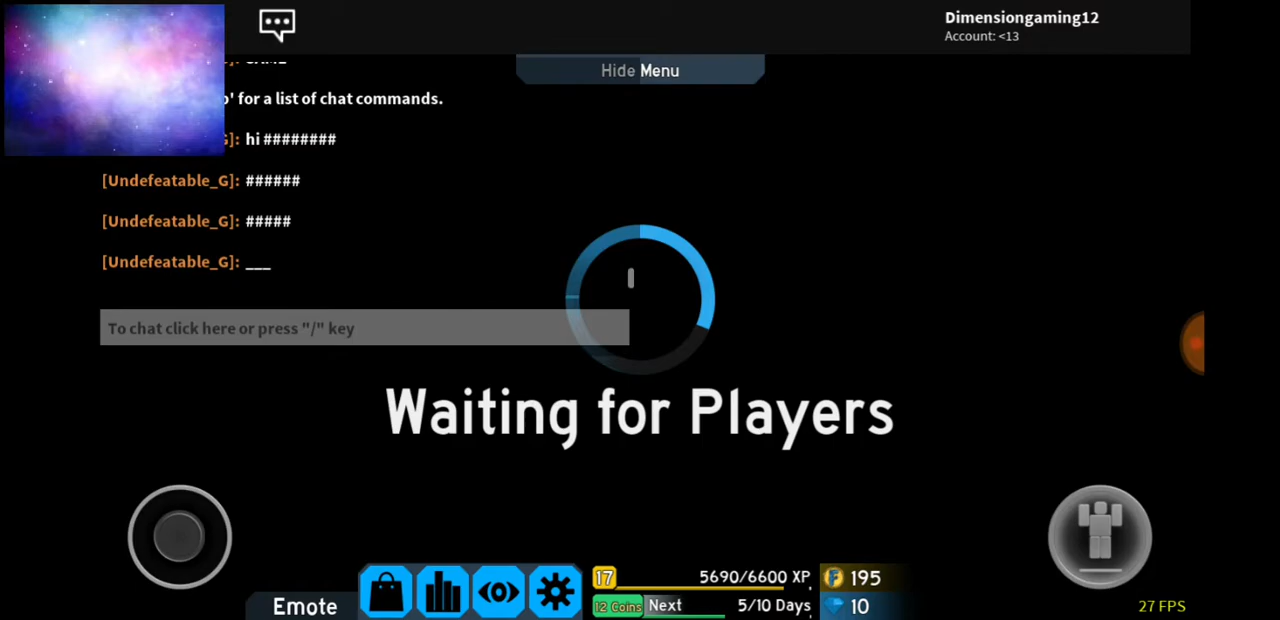 Dimensiongaming12
Account: <13
Hide Menu
' for a list of chat commands.
]: hi ########
[Undefeatable_G]: ######
[Undefeatable_G]: #####
[Undefeatable_G]: ___
To chat click here or press "/" key
Waiting for Players
Emote
17
5690/6600 XP
195
12 Coins
Next
5/10 Days
10
27 FPS